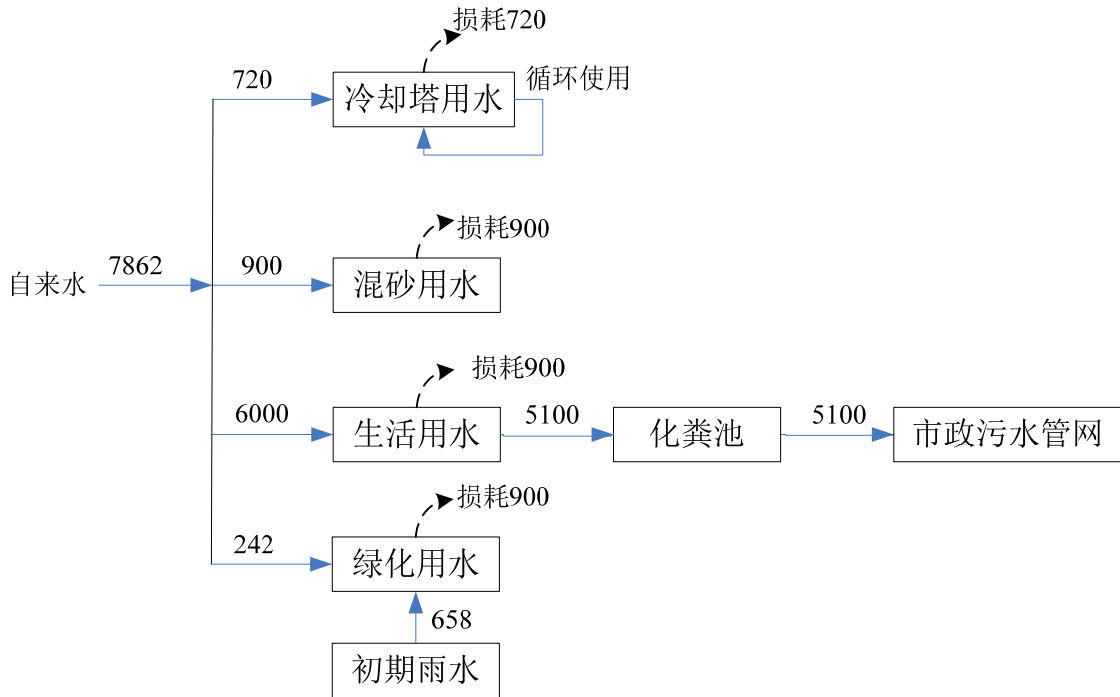 损耗720
720
冷却塔用水
循环使用
损耗900
自来水
7862
900
混砂用水
损耗900
6000
生活用水
5100
化粪池
5100
市政污水管网
损耗900
242
绿化用水
658
初期雨水